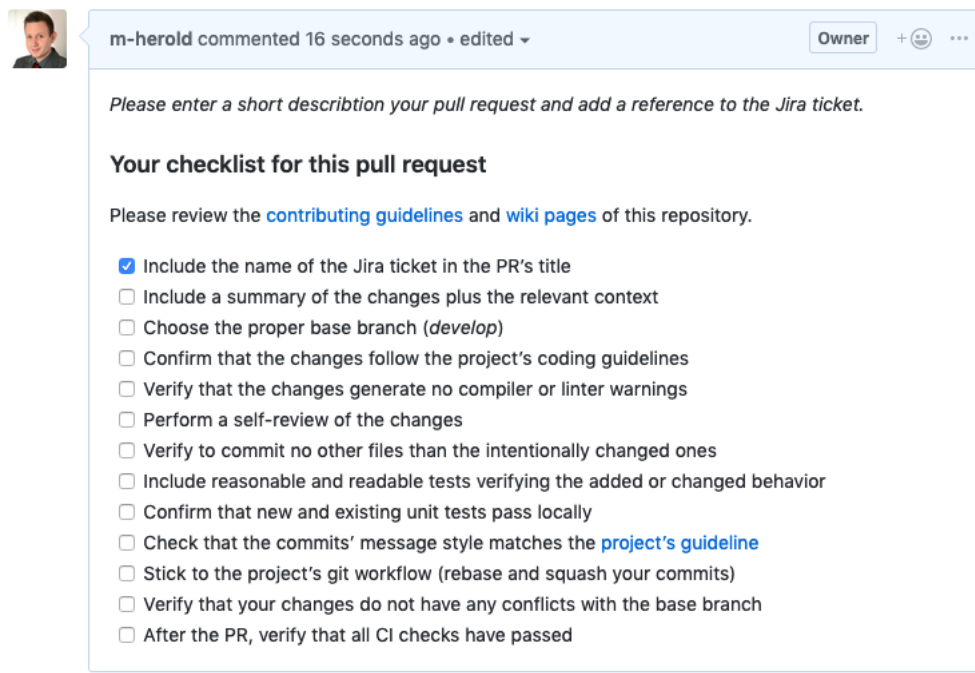 m-herold commented 16 seconds ago • edited
Owner
Please enter a short describtion your pull request and add a reference to the Jira ticket.
Your checklist for this pull request
Please review the contributing guidelines and wiki pages of this repository.
Include the name of the Jira ticket in the PR’s title
Include a summary of the changes plus the relevant context
Choose the proper base branch (develop)
Confirm that the changes follow the project’s coding guidelines
Verify that the changes generate no compiler or linter warnings
Perform a self-review of the changes
Verify to commit no other files than the intentionally changed ones
Include reasonable and readable tests verifying the added or changed behavior
Confirm that new and existing unit tests pass locally
Check that the commits’ message style matches the project’s guideline
Stick to the project’s git workflow (rebase and squash your commits)
Verify that your changes do not have any conflicts with the base branch
After the PR, verify that all CI checks have passed